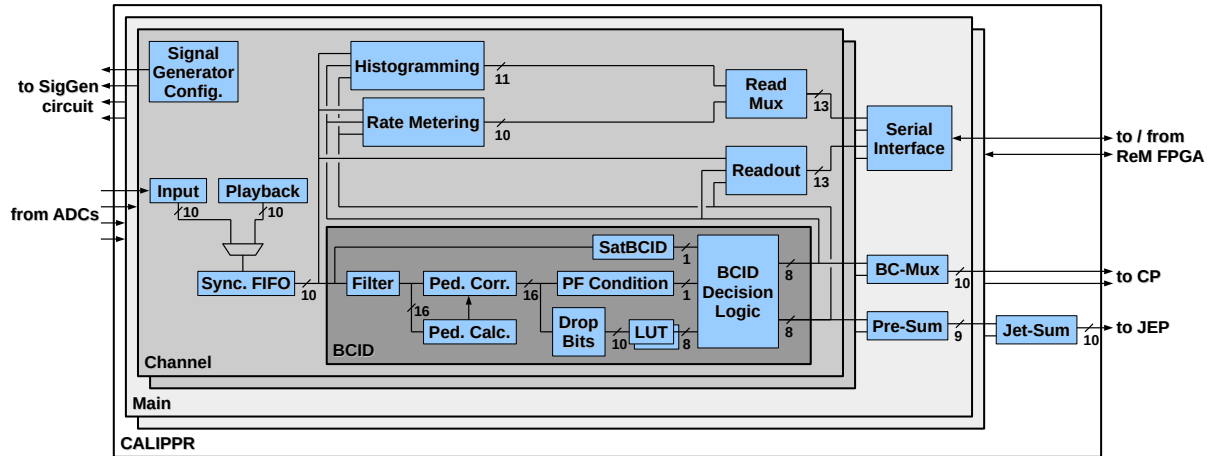 Signal
Generator
Config.
to SigGen
circuit
Histogramming
11
Rate Metering
10
Read
Mux
13
Serial
Interface
to / from
ReM FPGA
Readout
13
Input
10
Playback
10
from ADCs
Sync. FIFO
10
SatBCID
1
Filter
16
Ped. Corr.
16
PF Condition
1
Ped. Calc.
Drop
Bits
10
LUT
8
BCID
Decision
Logic
8
8
BC-Mux
10
to CP
Pre-Sum
9
Jet-Sum
10
to JEP
BCID
Channel
Main
CALIPPR